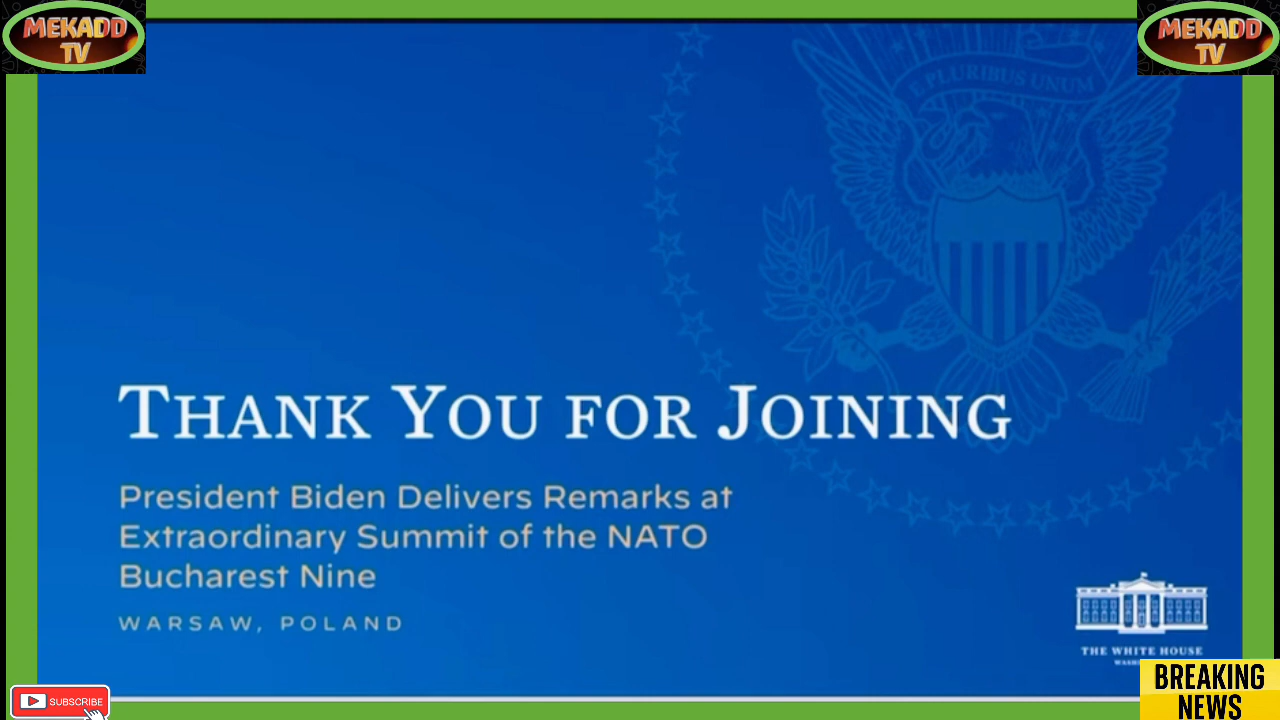 MEKADD
TV
MEKADD
TV
E PLURIBUS UNUM
THANK YOU FOR JOINING
President Biden Delivers Remarks at
Extraordinary Summit of the NATO
Bucharest Nine
WARSAW, POLAND
THE WHITE HOUSE
SUBSCRIBE
BREAKING
NEWS